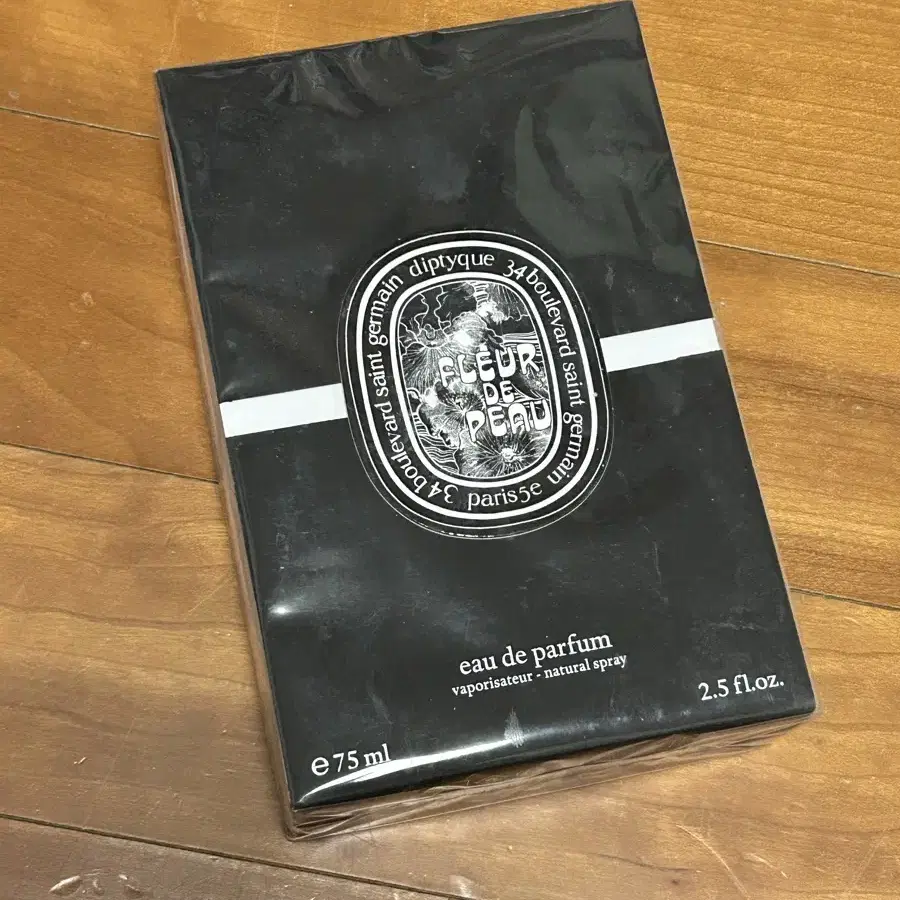 diptyque 34 boulevard saint germain paris5e 34 boulevard saint germain
FLEUR
DE
PEAU
eau de parfum
vaporisateur - natural spray
2.5 fl.oz.
e75 ml